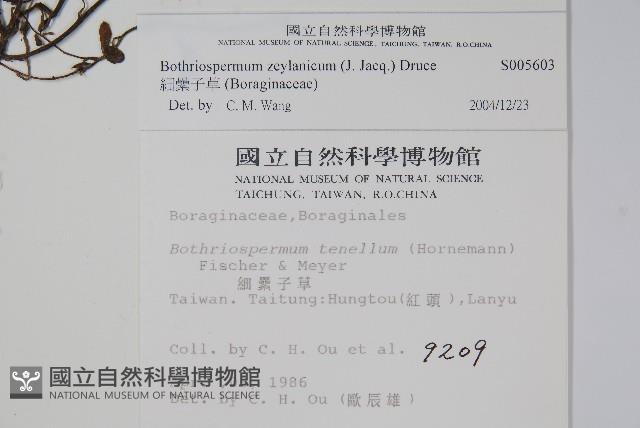 國立自然科學博物館
NATIONAL MUSEUM OF NATURAL SCIENCE, TAICHUNG, TAIWAN, R.O.CHINA
Bothriospermum zeylanicum (J. Jacq.) Druce S005603
細纍子草 (Boraginaceae)
Det. by C. M. Wang 2004/12/23
國立自然科學博物館
NATIONAL MUSEUM OF NATURAL SCIENCE
TAICHUNG, TAIWAN, R.O.CHINA
Boraginaceae,Boraginales
Bothriospermum tenellum (Hornemann)
Fischer & Meyer
細纍子草
Taiwan. Taitung:Hungtou(紅頭),Lanyu
Coll. by C. H. Ou et al. 9209
1986
Det. by C. H. Ou (歐辰雄)
國立自然科學博物館
NATIONAL MUSEUM OF NATURAL SCIENCE